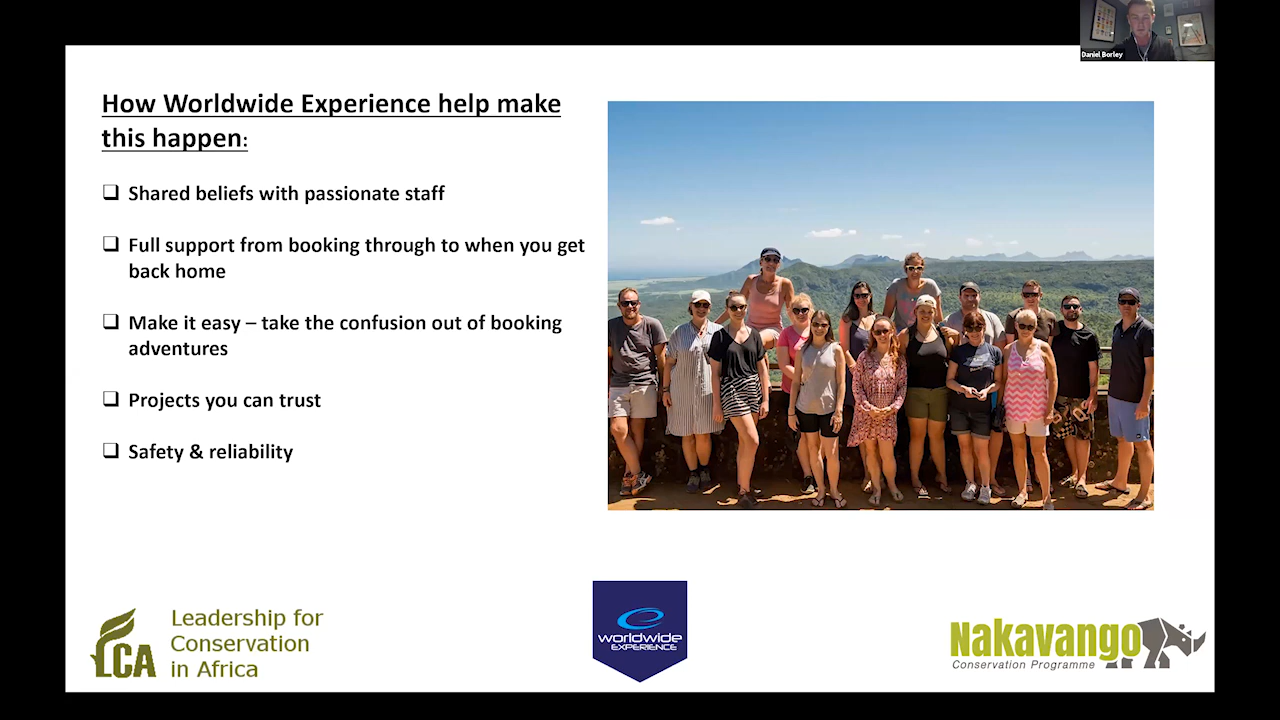 Daniel Borley
How Worldwide Experience help make
this happen:
Shared beliefs with passionate staff
Full support from booking through to when you get
back home
Make it easy – take the confusion out of booking
adventures
Projects you can trust
Safety & reliability
LCA
Leadership for
Conservation
in Africa
worldwide
EXPERIENCE
Nakavango
Conservation Programme